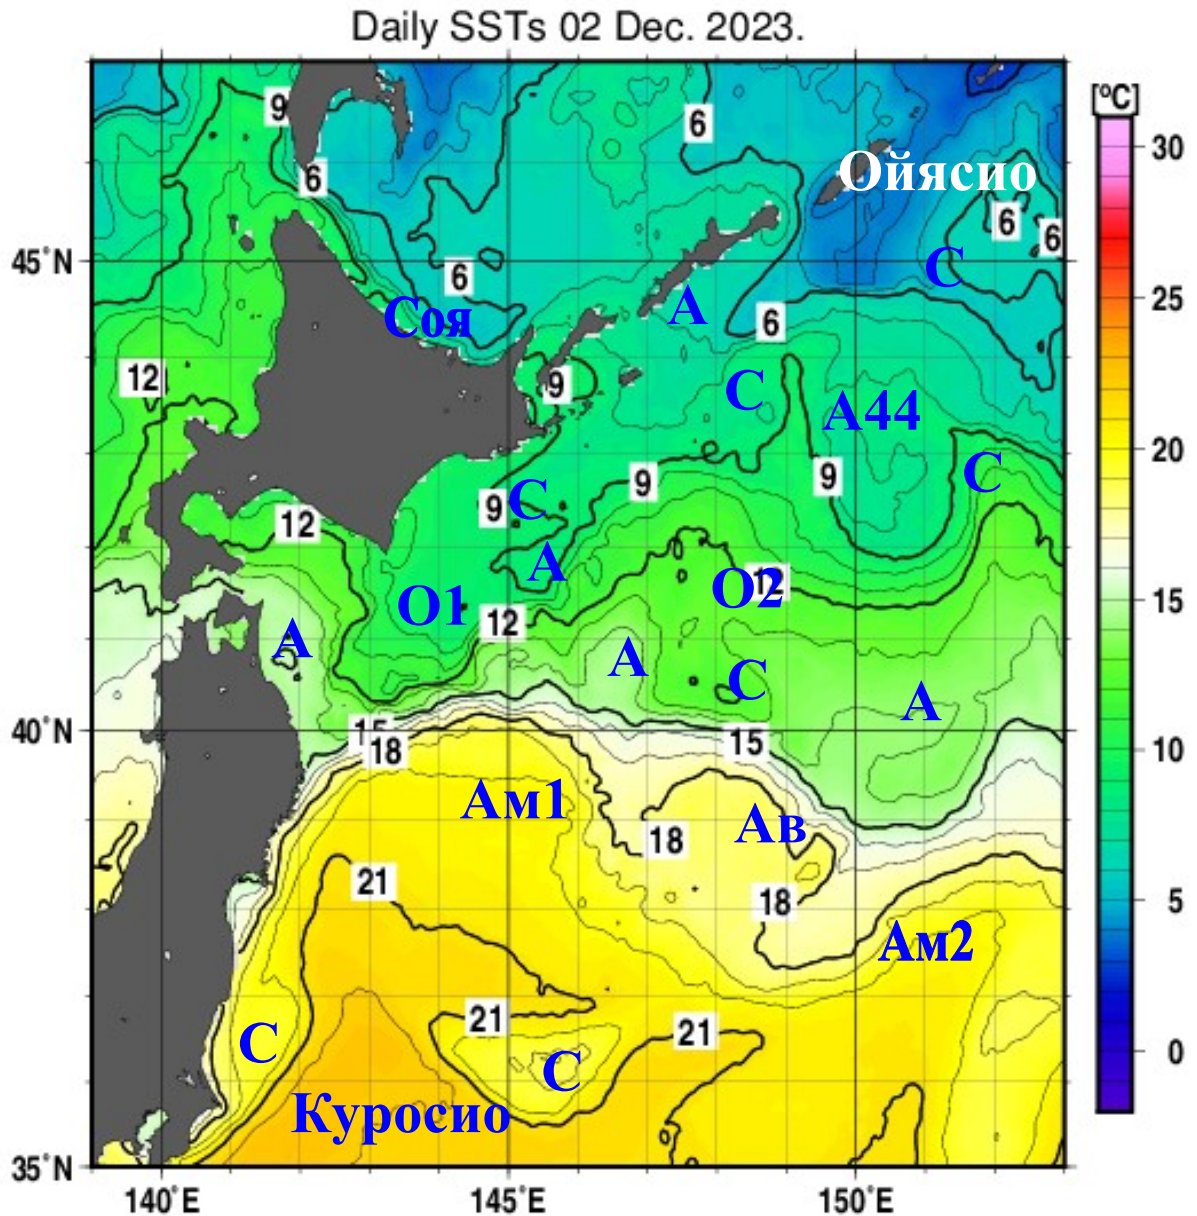 Daily SSTs 02 Dec. 2023.
[°C]
9
6
30
6
Ойясио
6
6
45°N
С
6
А
Соя
6
25
12
9
С
А44
20
С
9
9
С
9
12
А
О2
12
15
О1
12
А
А
С
А
40°N
15
15
18
10
Ам1
Ав
18
21
18
5
Ам2
21
21
С
С
0
Куросио
35°N
140°E
145°E
150°E